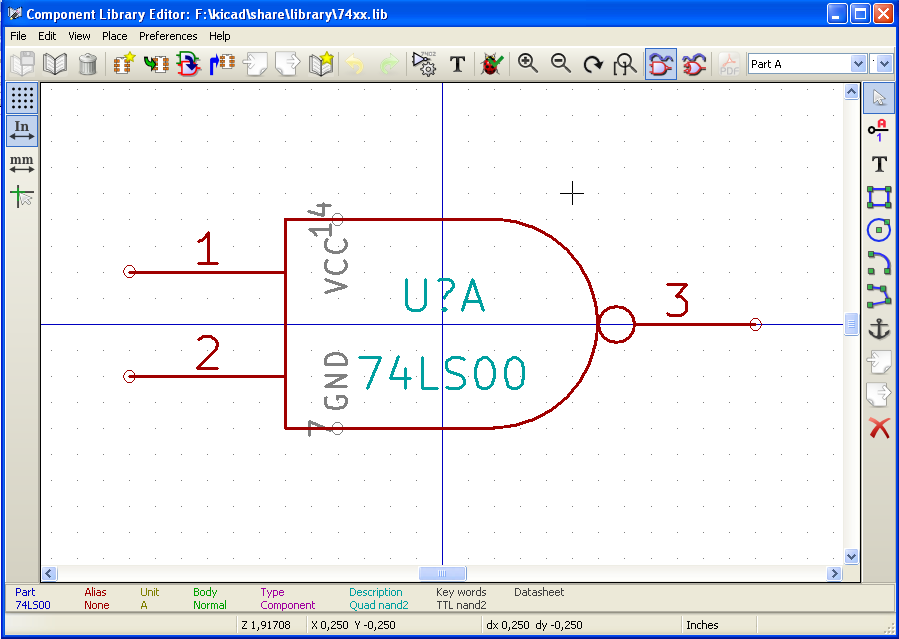 Component Library Editor: F:\kicad\share\library\74xx.lib
File Edit View Place Preferences Help
Part A
In
mm
T
14
VCC
1
U?A
3
2
GND
74LS00
7
Part Alias Unit Body Type Description Key words Datasheet
74LS00 None A Normal Component Quad nand2 TTL nand2
Z 1,91708 X 0,250 Y -0,250 dx 0,250 dy -0,250 Inches